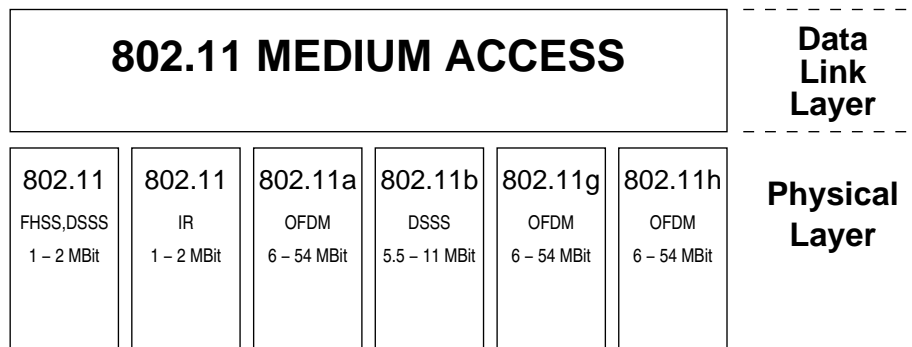 802.11 MEDIUM ACCESS
Data
Link
Layer
802.11
FHSS,DSSS
1 – 2 MBit
802.11
IR
1 – 2 MBit
802.11a
OFDM
6 – 54 MBit
802.11b
DSSS
5.5 – 11 MBit
802.11g
OFDM
6 – 54 MBit
802.11h
OFDM
6 – 54 MBit
Physical
Layer